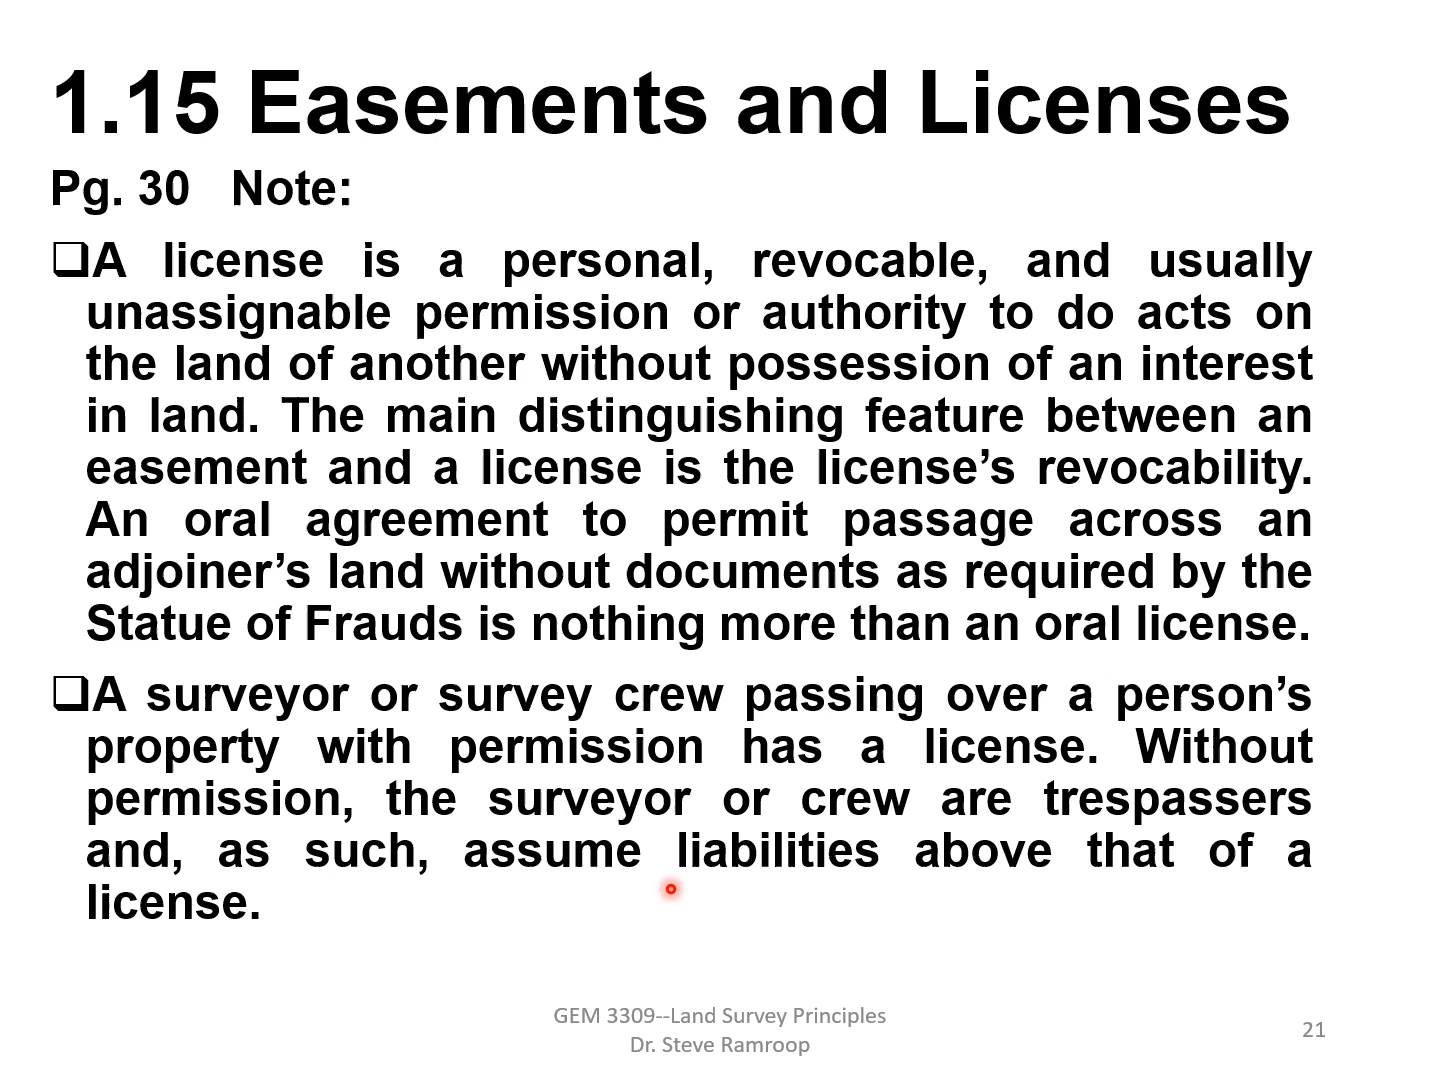 1.15 Easements and Licenses
Pg. 30 Note:
❑A license is a personal, revocable, and usually
unassignable permission or authority to do acts on
the land of another without possession of an interest
in land. The main distinguishing feature between an
easement and a license is the license’s revocability.
An oral agreement to permit passage across an
adjoiner’s land without documents as required by the
Statue of Frauds is nothing more than an oral license.
❑A surveyor or survey crew passing over a person’s
property with permission has a license. Without
permission, the surveyor or crew are trespassers
and, as such, assume liabilities above that of a
license.
GEM 3309--Land Survey Principles
Dr. Steve Ramroop
21